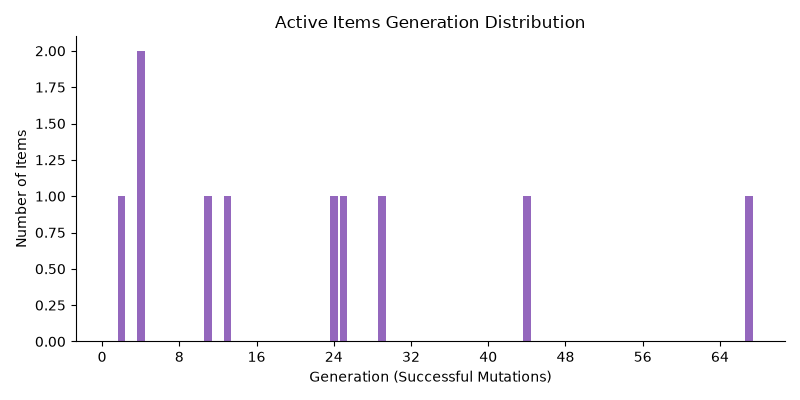 Active Items Generation Distribution
Number of Items
2.00
1.75
1.50
1.25
1.00
0.75
0.50
0.25
0.00
0 8 16 24 32 40 48 56 64
Generation (Successful Mutations)